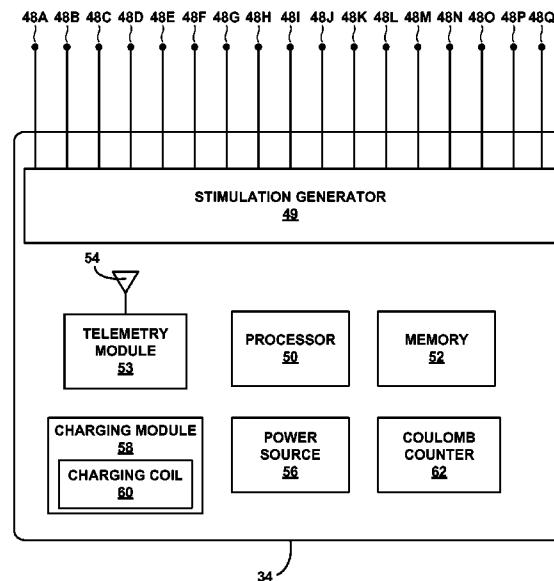 48A 48B 48C 48D 48E 48F 48G 48H 48I 48J 48K 48L 48M 48N 48O 48P 48Q
STIMULATION GENERATOR
49
54
TELEMETRY MODULE
53
PROCESSOR
50
MEMORY
52
CHARGING MODULE
58
CHARGING COIL
60
POWER
SOURCE
56
COULOMB
COUNTER
62
34